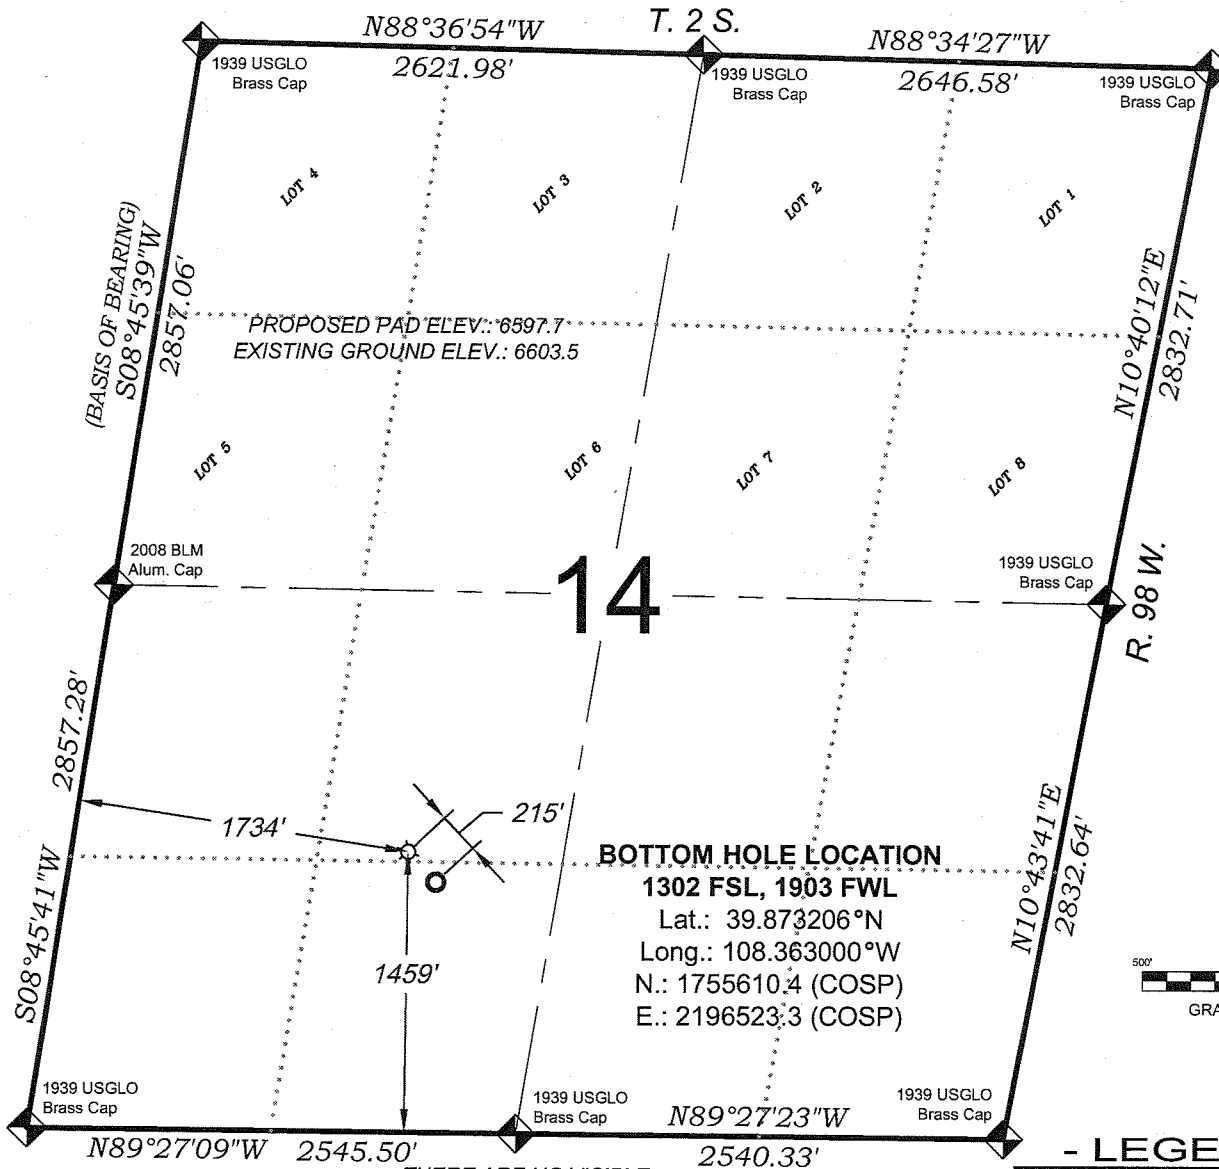 T. 2 S.
N88°36'54"W
2621.98'
N88°34'27"W
2646.58'
1939 USGLO
Brass Cap
1939 USGLO
Brass Cap
1939 USGLO
Brass Cap
LOT 4
LOT 3
LOT 2
LOT 1
(BASIS OF BEARING)
S08°45'39"W
2857.06'
N10°40'12"E
2832.71'
PROPOSED PAD ELEV.: 6597.7
EXISTING GROUND ELEV.: 6603.5
LOT 5
LOT 6
LOT 7
LOT 8
2008 BLM
Alum. Cap
14
1939 USGLO
Brass Cap
R. 98 W.
2857.28'
S08°45'41"W
1734'
215'
1459'
BOTTOM HOLE LOCATION
1302 FSL, 1903 FWL
Lat.: 39.873206°N
Long.: 108.363000°W
N.: 1755610.4 (COSP)
E.: 2196523.3 (COSP)
N10°43'41"E
2832.64'
500'
GRA
1939 USGLO
Brass Cap
1939 USGLO
Brass Cap
1939 USGLO
Brass Cap
N89°27'09"W 2545.50'
N89°27'23"W
2540.33'
- LEGE